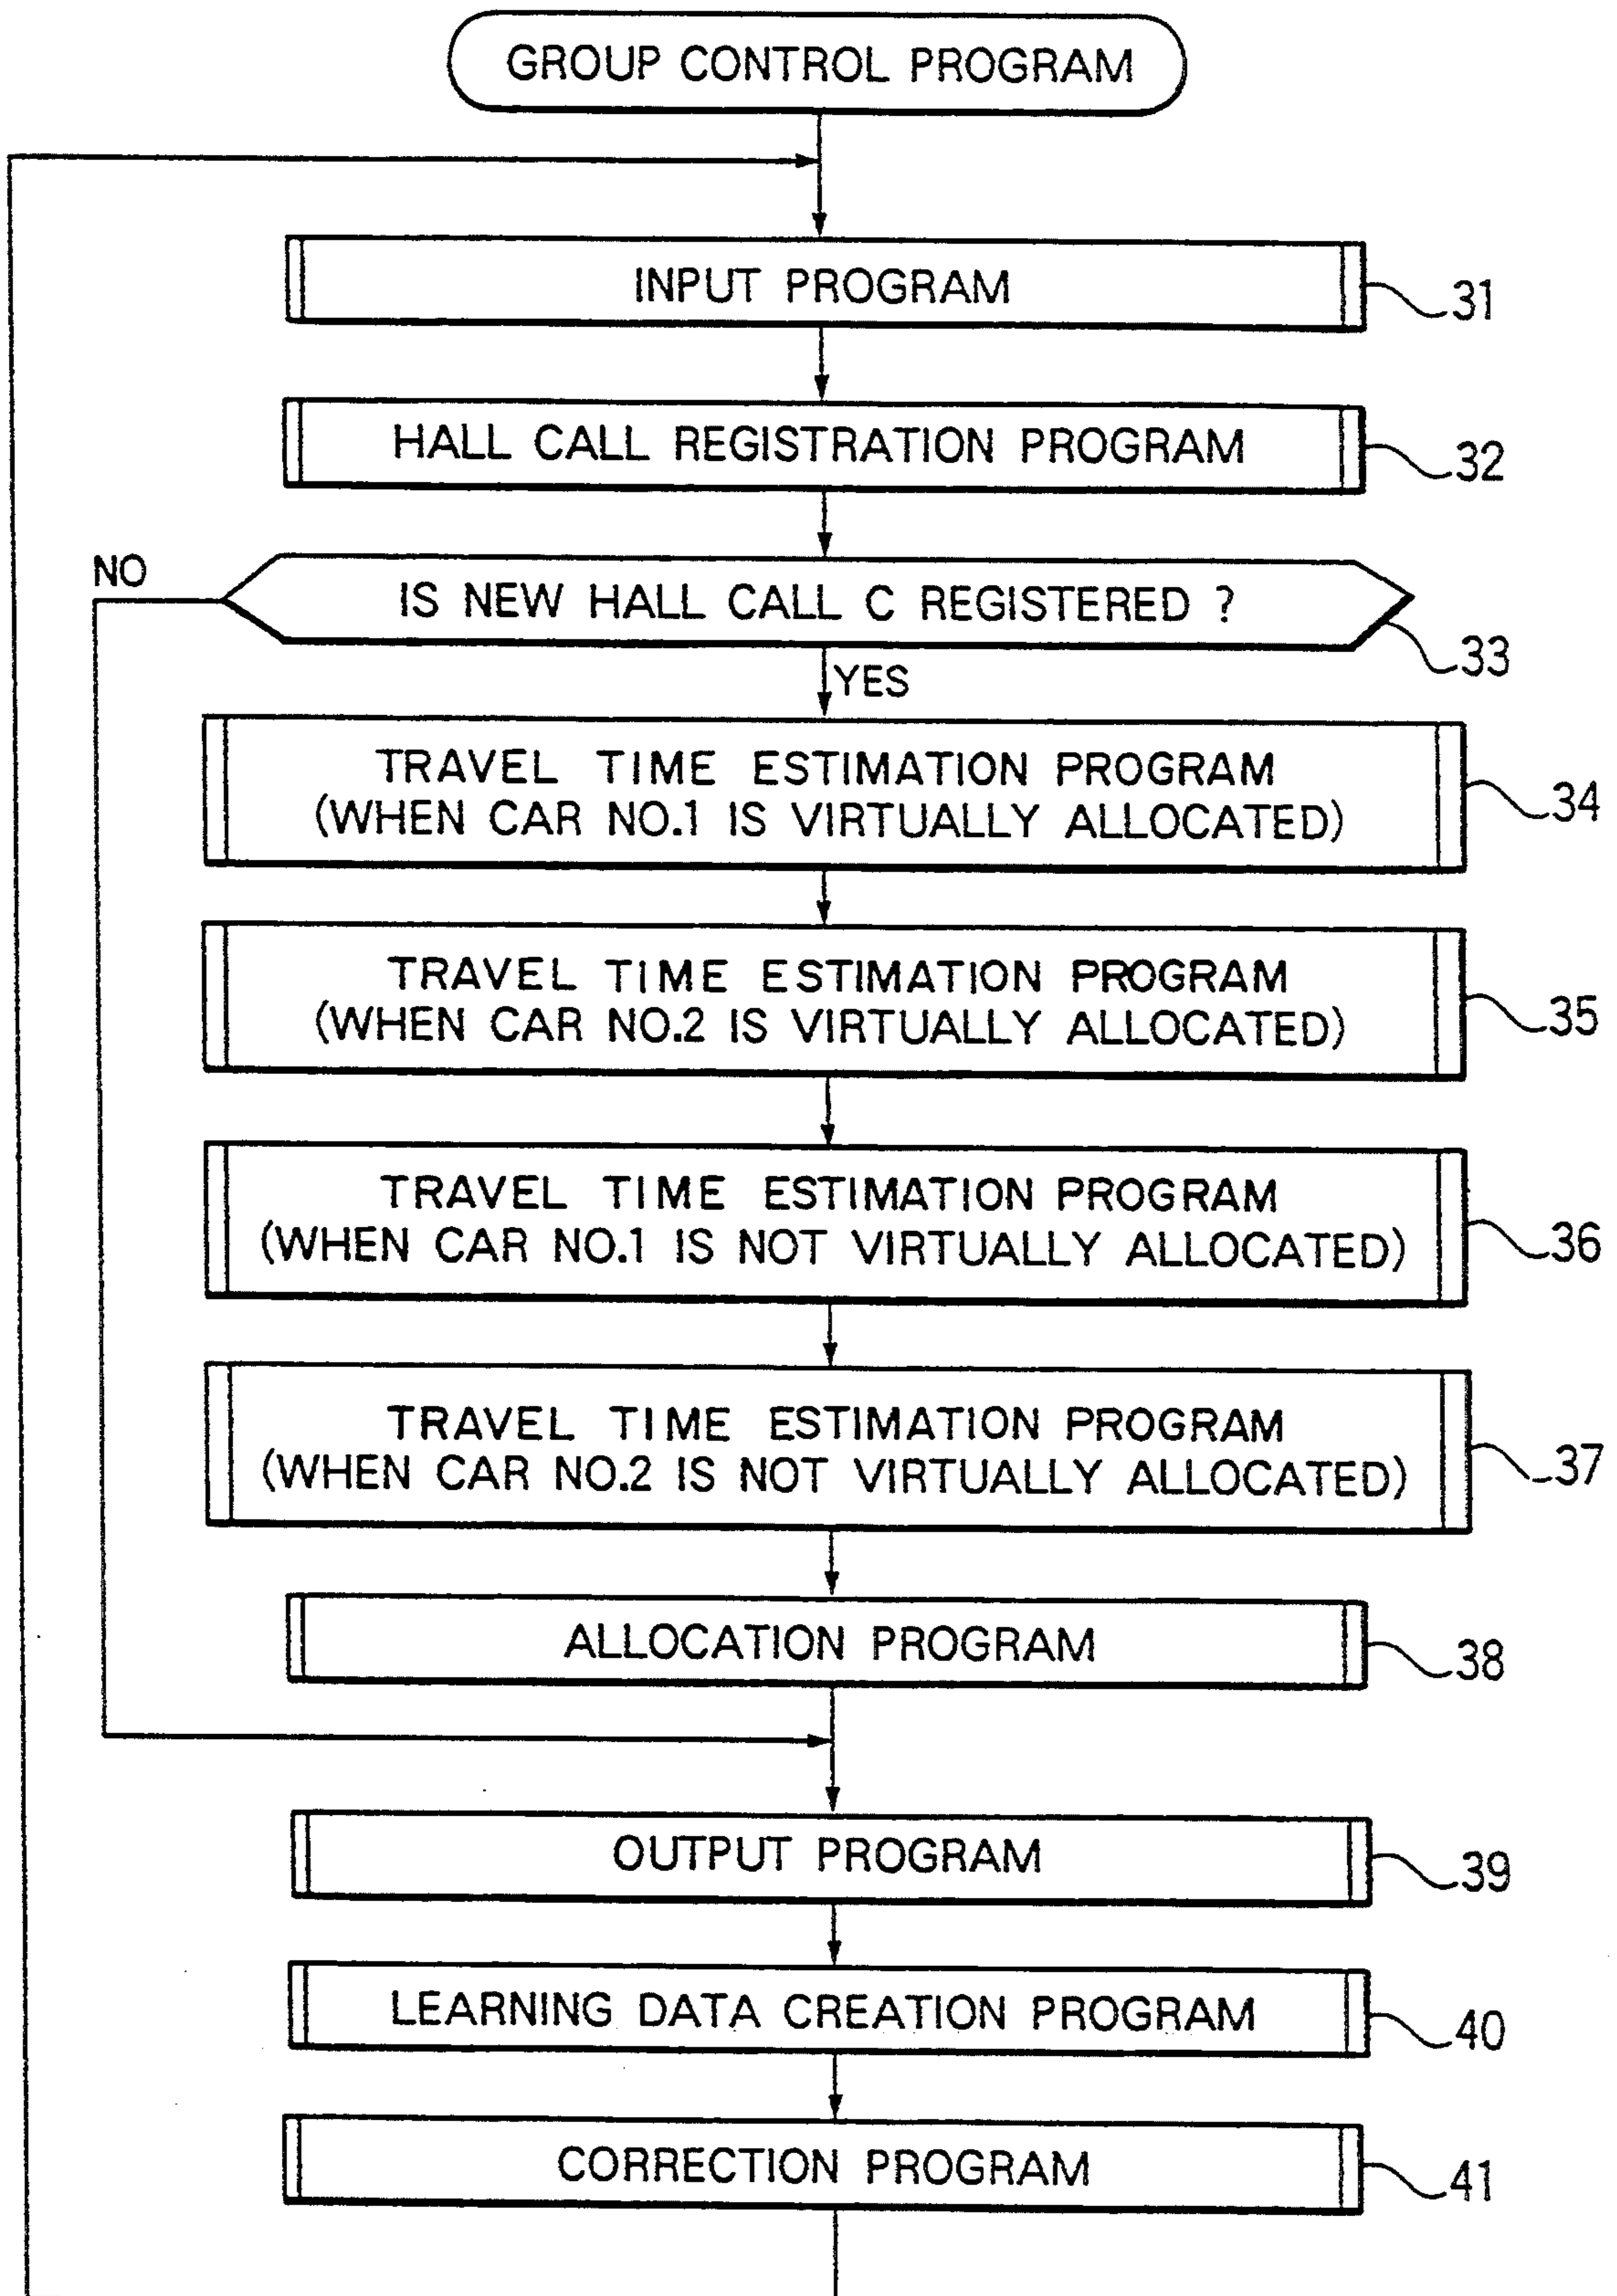 GROUP CONTROL PROGRAM
INPUT PROGRAM
31
HALL CALL REGISTRATION PROGRAM
32
NO
IS NEW HALL CALL C REGISTERED ?
33
YES
TRAVEL TIME ESTIMATION PROGRAM
(WHEN CAR NO.1 IS VIRTUALLY ALLOCATED)
34
TRAVEL TIME ESTIMATION PROGRAM
(WHEN CAR NO.2 IS VIRTUALLY ALLOCATED)
35
TRAVEL TIME ESTIMATION PROGRAM
(WHEN CAR NO.1 IS NOT VIRTUALLY ALLOCATED)
36
TRAVEL TIME ESTIMATION PROGRAM
(WHEN CAR NO.2 IS NOT VIRTUALLY ALLOCATED)
37
ALLOCATION PROGRAM
38
OUTPUT PROGRAM
39
LEARNING DATA CREATION PROGRAM
40
CORRECTION PROGRAM
41